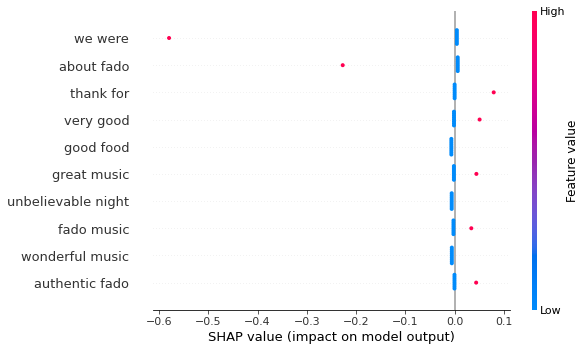 High
we were
about fado
thank for
very good
good food
great music
unbelievable night
fado music
wonderful music
authentic fado
Feature value
Low
−0.6 −0.5 −0.4 −0.3 −0.2 −0.1 0.0 0.1
SHAP value (impact on model output)